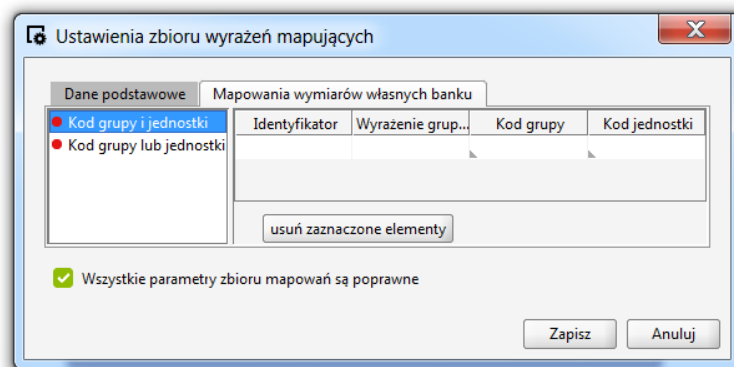 Ustawienia zbioru wyrażeń mapujących
Dane podstawowe Mapowania wymiarów własnych banku
Kod grupy i jednostki
Kod grupy lub jednostki
Identyfikator Wyrażenie grup... Kod grupy Kod jednostki
usuń zaznaczone elementy
Wszystkie parametry zbioru mapowań są poprawne
Zapisz Anuluj